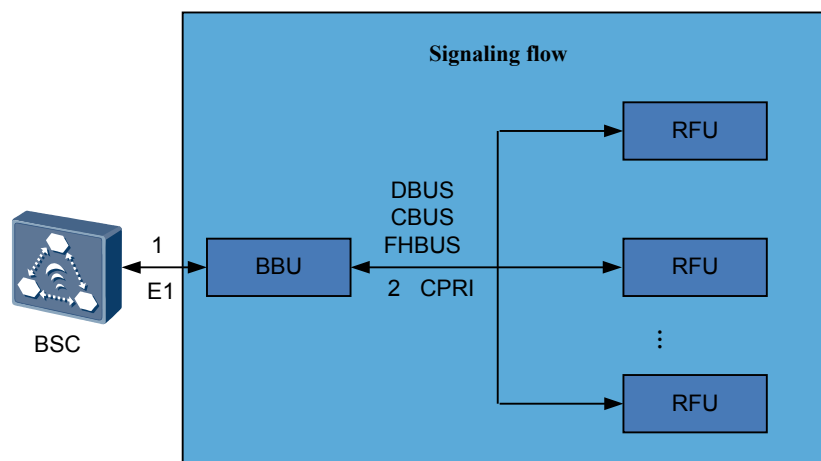 Signaling flow
RFU
DBUS
CBUS
FHBUS
1
BBU
RFU
E1
2 CPRI
BSC
⋮
RFU